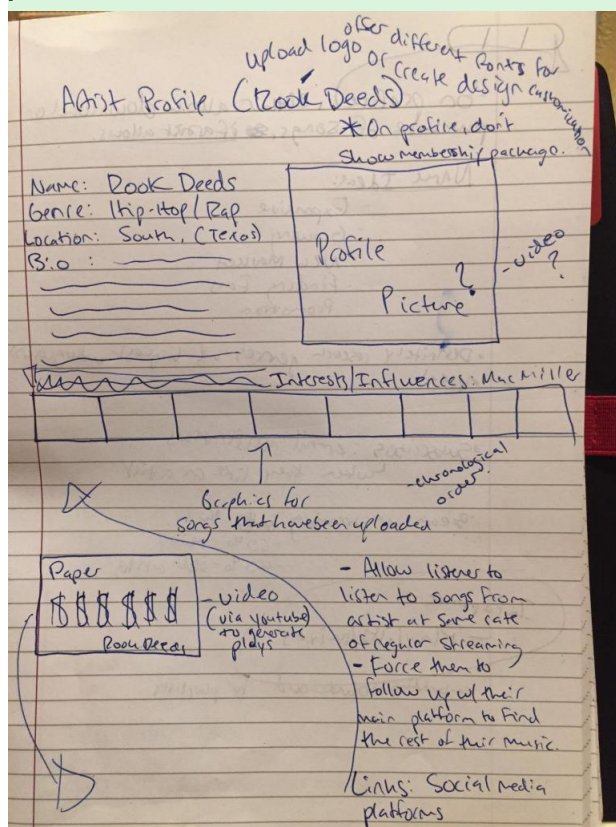 offer different fonts for
upload logo or create design customization
Artist Profile (Rook Deeds)
* On profile, don't
show membership package.
Name: Rook Deeds
Genre: Hip-Hop/Rap
Location: South, (Texas)
Bio:
Profile
Picture?
- video
?
Interests/Influences: Mac Miller
- chronological
order
Graphics for
songs that have been uploaded
Paper
$ $ $ $ $ $
Rook Deeds
- video
(via youtube)
to generate
plays
- Allow listener to
listen to songs from
artist at same rate
of regular streaming
- Force them to
follow up w/ their
main platform to find
the rest of their music.
Links: Social media
platforms